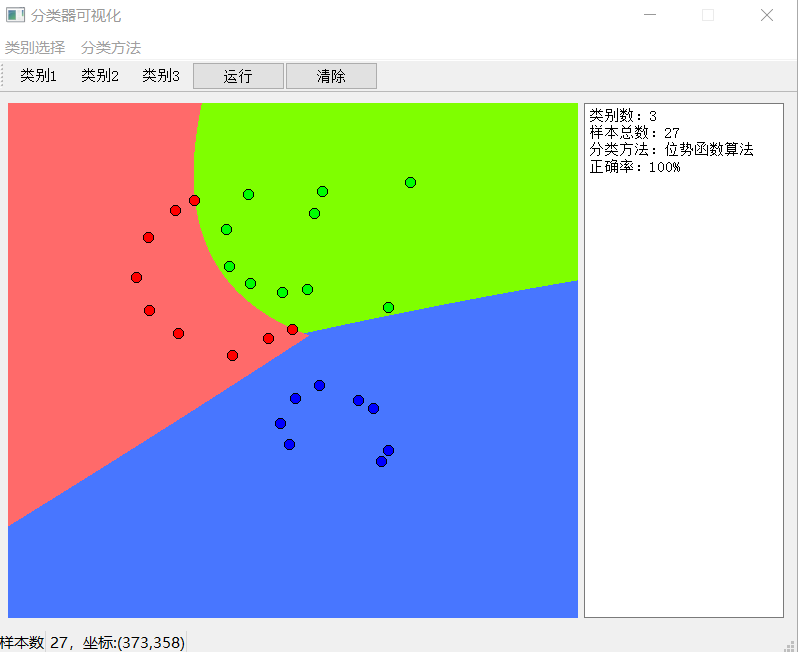 分类器可视化
类别选择 分类方法
类别1 类别2 类别3 运行 清除
类别数：3
样本总数：27
分类方法：位势函数算法
正确率：100%
样本数 27，坐标:(373,358)